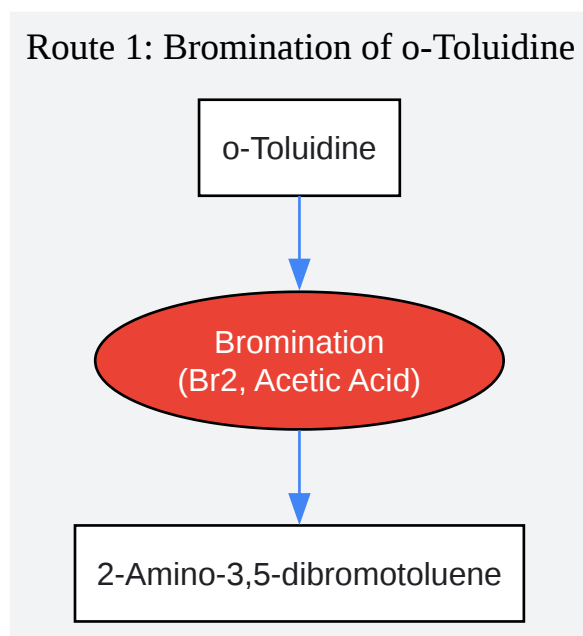 Route 1: Bromination of o-Toluidine
o-Toluidine
Bromination
(Br2, Acetic Acid)
2-Amino-3,5-dibromotoluene